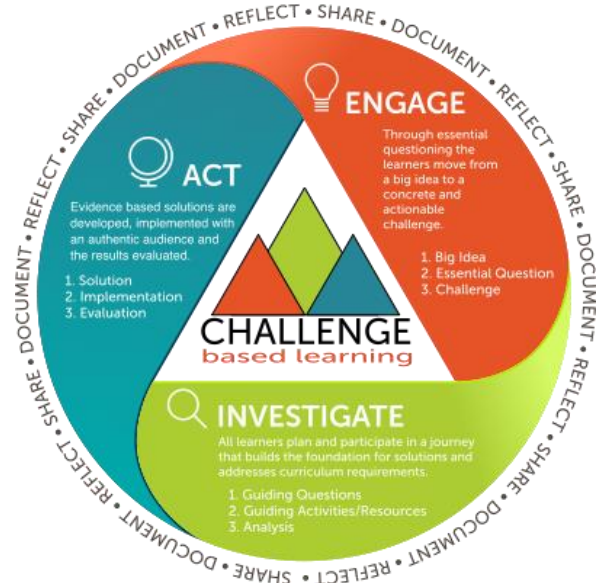 DOCUMENT • REFLECT • SHARE • DOCUMENT • REFLECT • SHARE • DOCUMENT • REFLECT • SHARE • DOCUMENT • REFLECT • SHARE • DOCUMENT • REFLECT • SHARE • DOCUMENT • REFLECT • SHARE •
ENGAGE
Through essential
questioning the
learners move from
a big idea to a
concrete and
actionable
challenge.
1. Big Idea
2. Essential Question
3. Challenge
ACT
Evidence based solutions are
developed, implemented with
an authentic audience and
the results evaluated.
1. Solution
2. Implementation
3. Evaluation
CHALLENGE
based learning
INVESTIGATE
All learners plan and participate in a journey
that builds the foundation for solutions and
addresses curriculum requirements.
1. Guiding Questions
2. Guiding Activities/Resources
3. Analysis